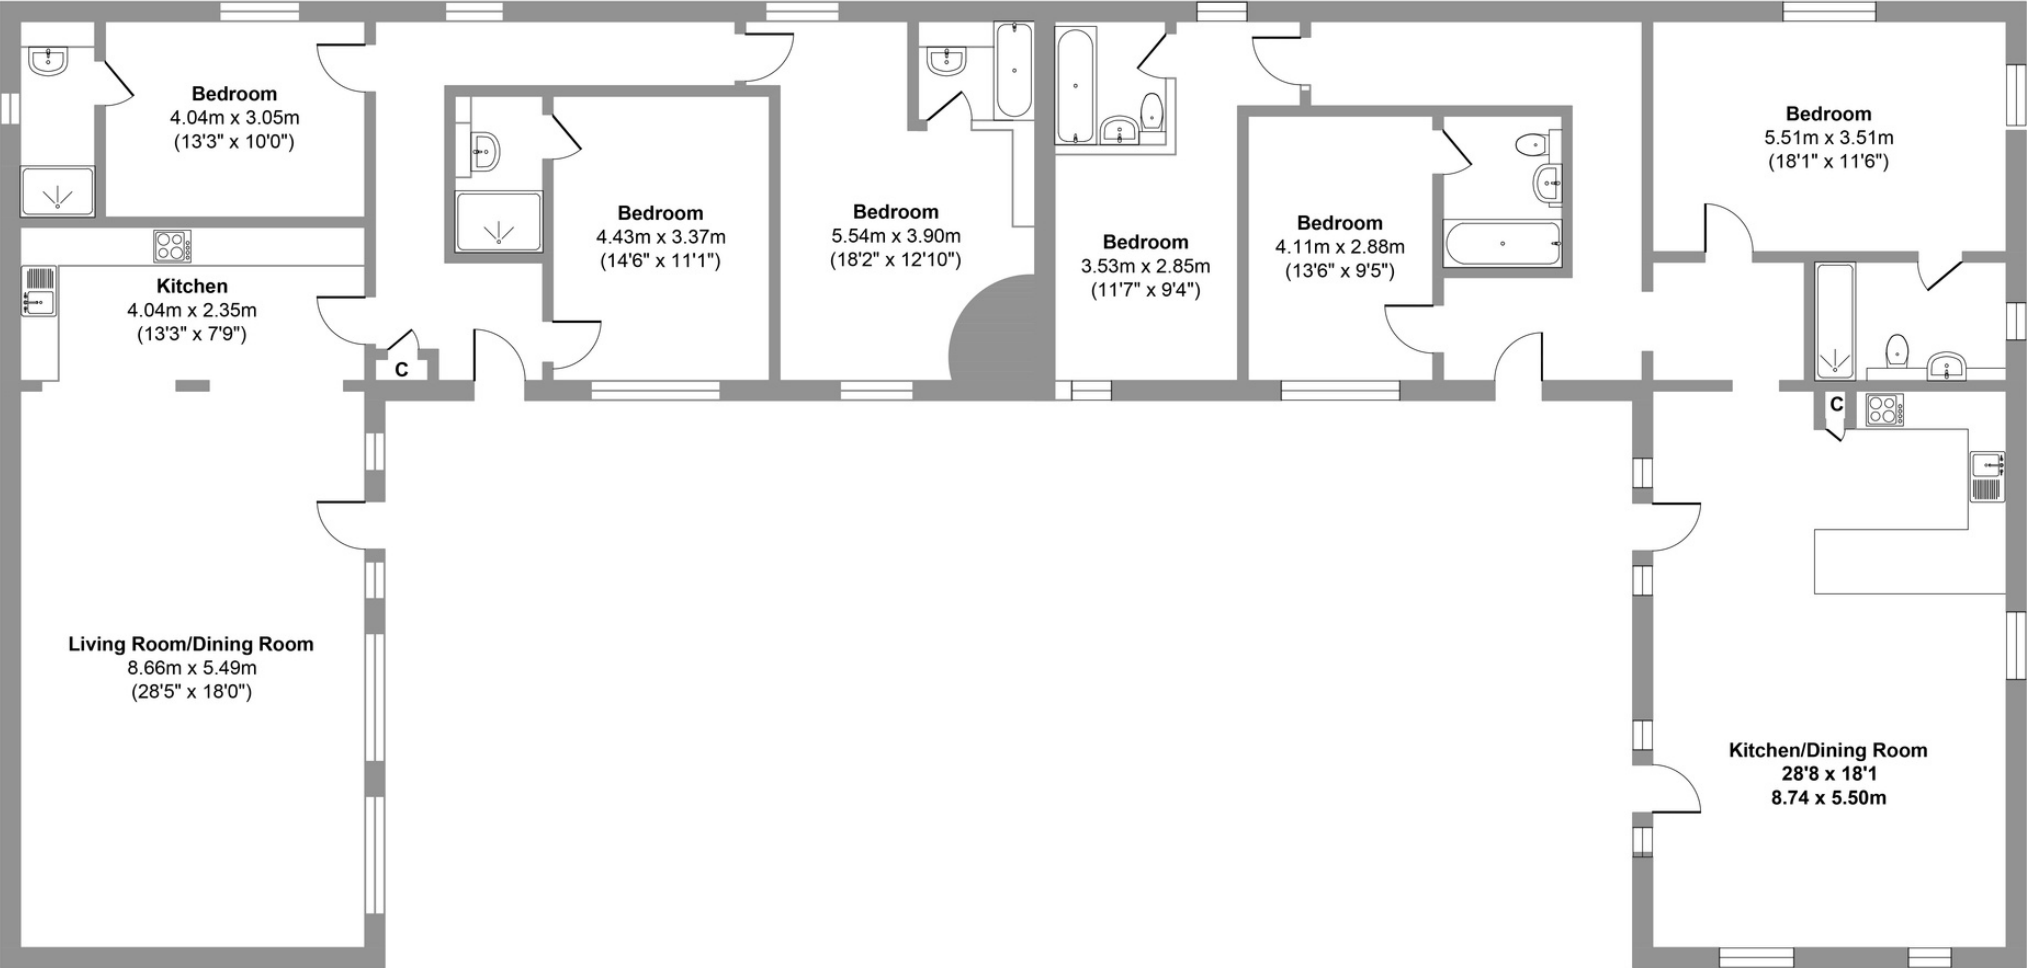 Bedroom
4.04m x 3.05m
(13'3" x 10'0")
Kitchen
4.04m x 2.35m
(13'3" x 7'9")
C
Bedroom
4.43m x 3.37m
(14'6" x 11'1")
Bedroom
5.54m x 3.90m
(18'2" x 12'10")
Bedroom
3.53m x 2.85m
(11'7" x 9'4")
Bedroom
4.11m x 2.88m
(13'6" x 9'5")
Bedroom
5.51m x 3.51m
(18'1" x 11'6")
C
Living Room/Dining Room
8.66m x 5.49m
(28'5" x 18'0")
Kitchen/Dining Room
28'8 x 18'1
8.74 x 5.50m